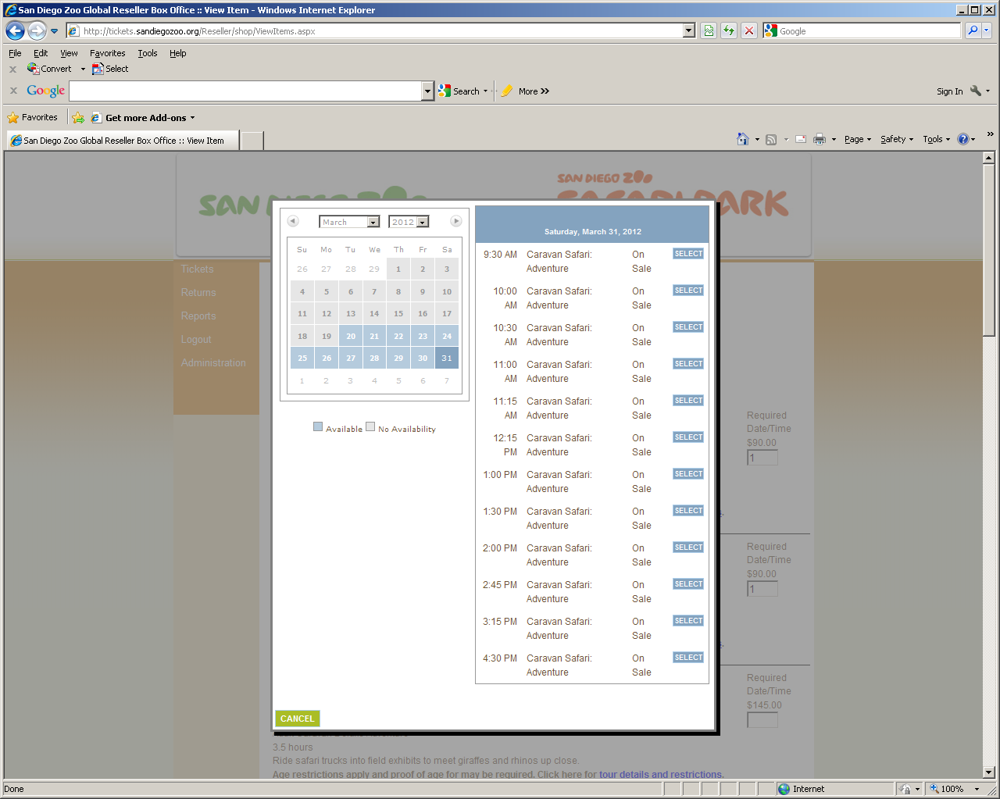 San Diego Zoo Global Reseller Box Office :: View Item - Windows Internet Explorer
http://tickets.sandiegozoo.org/Reseller/shop/ViewItems.aspx
Google
File Edit View Favorites Tools Help
x Convert Select
x Google Search More >>
Sign In
Favorites Get more Add-ons
San Diego Zoo Global Reseller Box Office :: View Item
Page Safety Tools >>
SAN DIEGO ZOO
SAN DIEGO ZOO
SAFARI PARK
Tickets
Returns
Reports
Logout
Administration
March 2012
Su Mo Tu We Th Fr Sa
26 27 28 29 1 2 3
4 5 6 7 8 9 10
11 12 13 14 15 16 17
18 19 20 21 22 23 24
25 26 27 28 29 30 31
1 2 3 4 5 6 7
Available No Availability
Saturday, March 31, 2012
9:30 AM Caravan Safari: On SELECT
Adventure Sale
10:00 Caravan Safari: On SELECT
AM Adventure Sale
10:30 Caravan Safari: On SELECT
AM Adventure Sale
11:00 Caravan Safari: On SELECT
AM Adventure Sale
11:15 Caravan Safari: On SELECT
AM Adventure Sale
12:15 Caravan Safari: On SELECT
PM Adventure Sale
1:00 PM Caravan Safari: On SELECT
Adventure Sale
1:30 PM Caravan Safari: On SELECT
Adventure Sale
2:00 PM Caravan Safari: On SELECT
Adventure Sale
2:45 PM Caravan Safari: On SELECT
Adventure Sale
3:15 PM Caravan Safari: On SELECT
Adventure Sale
4:30 PM Caravan Safari: On SELECT
Adventure Sale
CANCEL
Required
Date/Time
$90.00
1
Required
Date/Time
$90.00
1
Required
Date/Time
$145.00
3.5 hours
Ride safari trucks into field exhibits to meet giraffes and rhinos up close.
Age restrictions apply and proof of age for may be required. Click here for tour details and restrictions.
Done Internet 100%